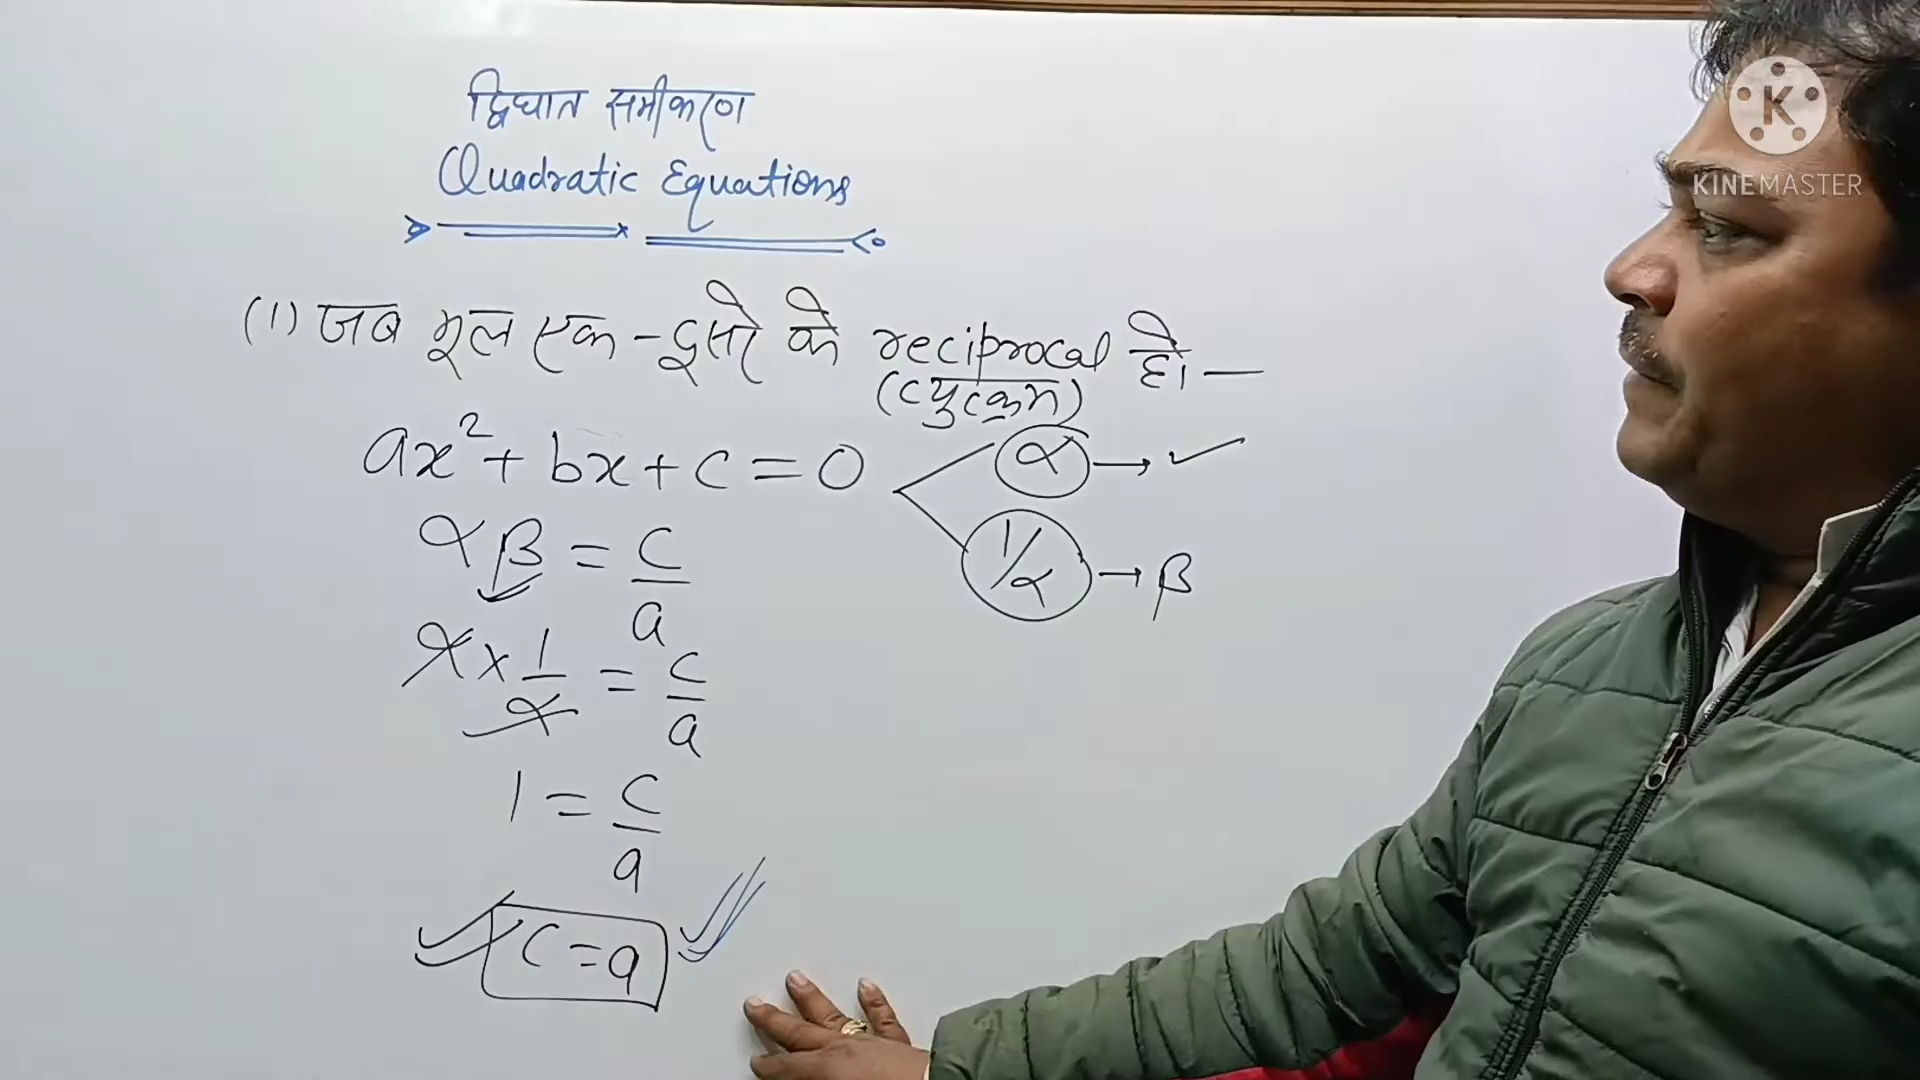 द्विघात समीकरण
Quadratic Equations
(1) जब मूल एक-दूसरे के reciprocal हो—
(व्युत्क्रम)
ax² + bx + c = 0
α → ✓
1/α → β
αβ = c/a
α × 1/α = c/a
1 = c/a
c = a
K
KINEMASTER